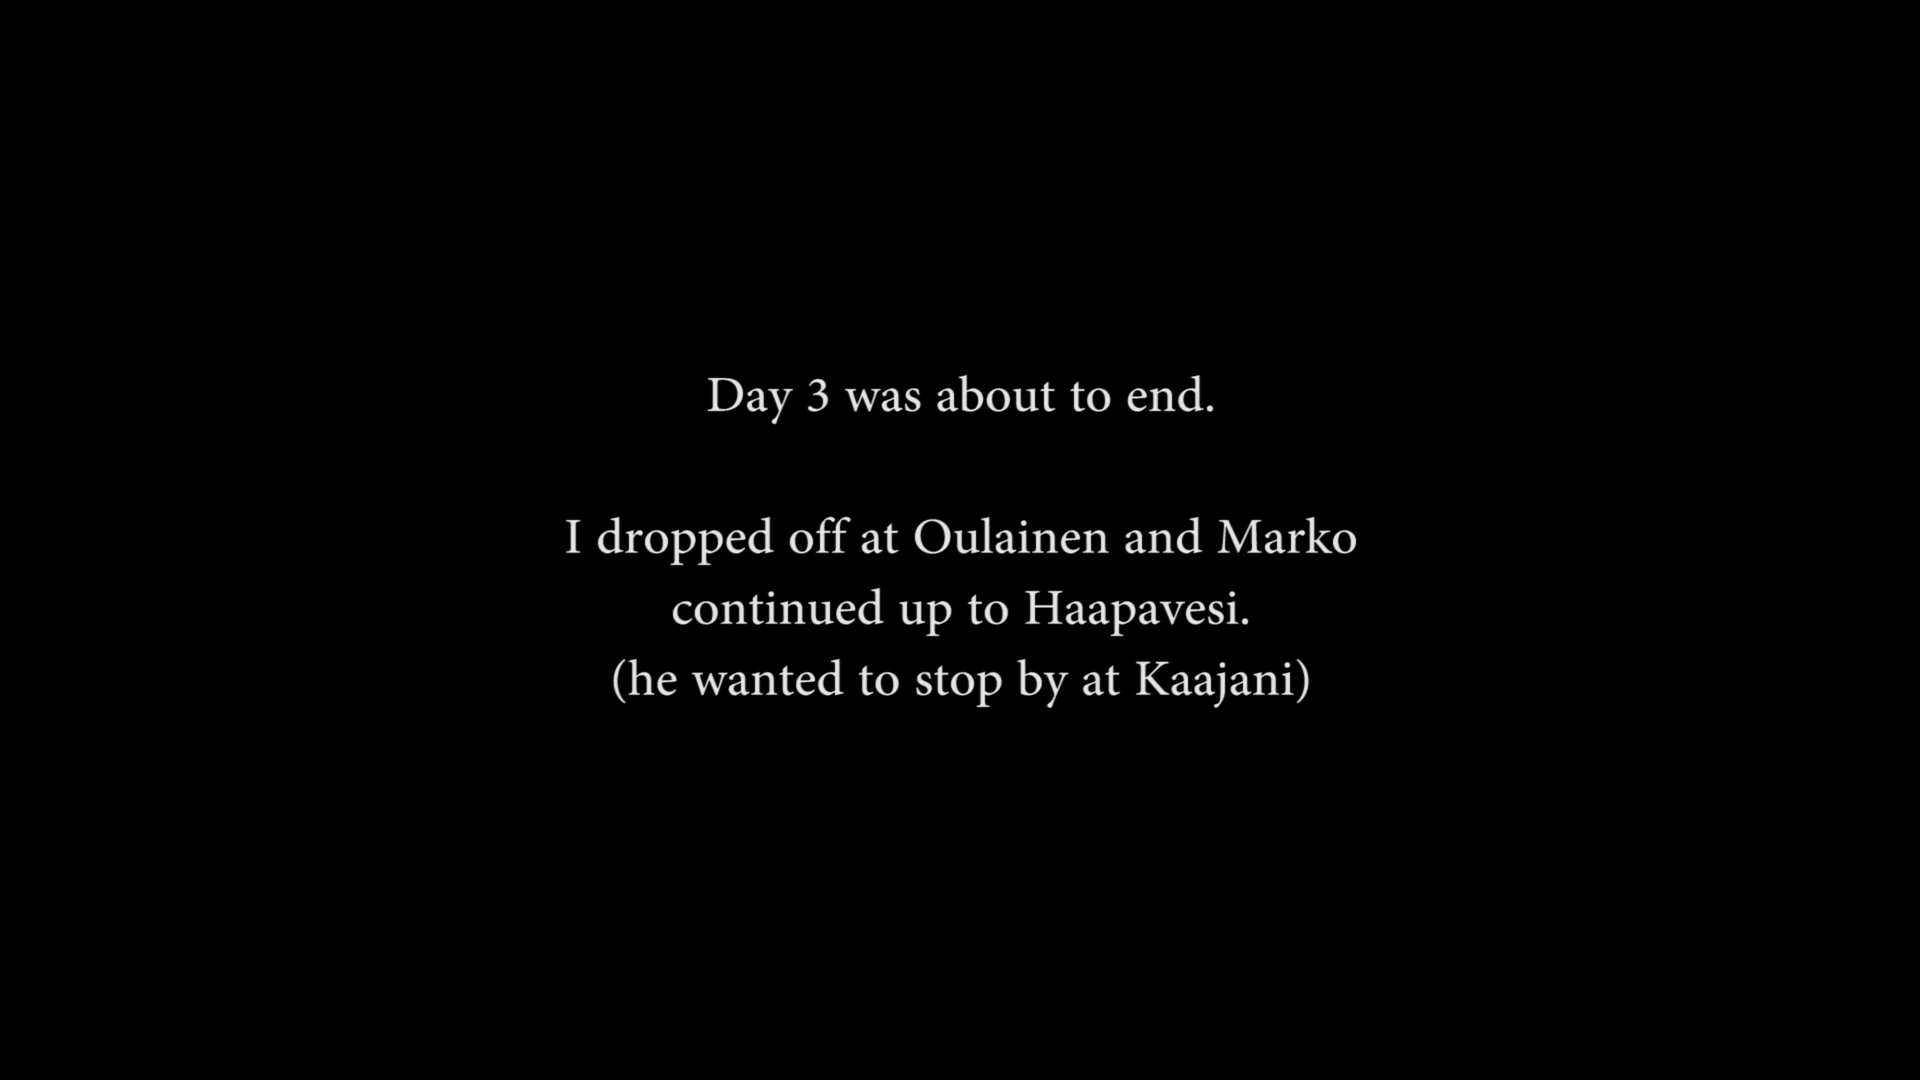 Day 3 was about to end.
I dropped off at Oulainen and Marko
continued up to Haapavesi.
(he wanted to stop by at Kaajani)